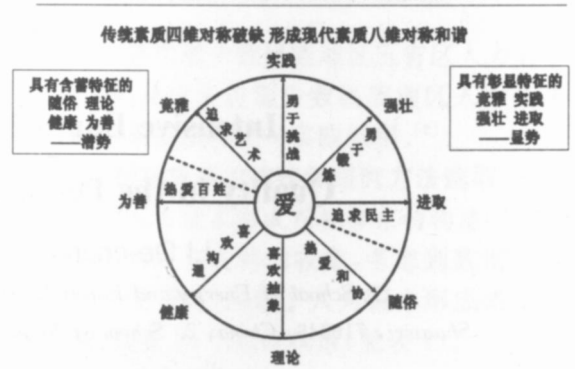 传统素质四维对称破缺 形成现代素质八维对称和谐
实践
具有含蓄特征的
随俗 理论
健康 为善
——潜势
具有彰显特征的
竞雅 实践
强壮 进取
——显势
竞雅
强壮
追求艺术
勇于挑战
勇于锻炼
热爱百姓
为善
爱
追求民主
进取
喜欢沟通
喜欢抽象
热爱和协
健康
随俗
理论